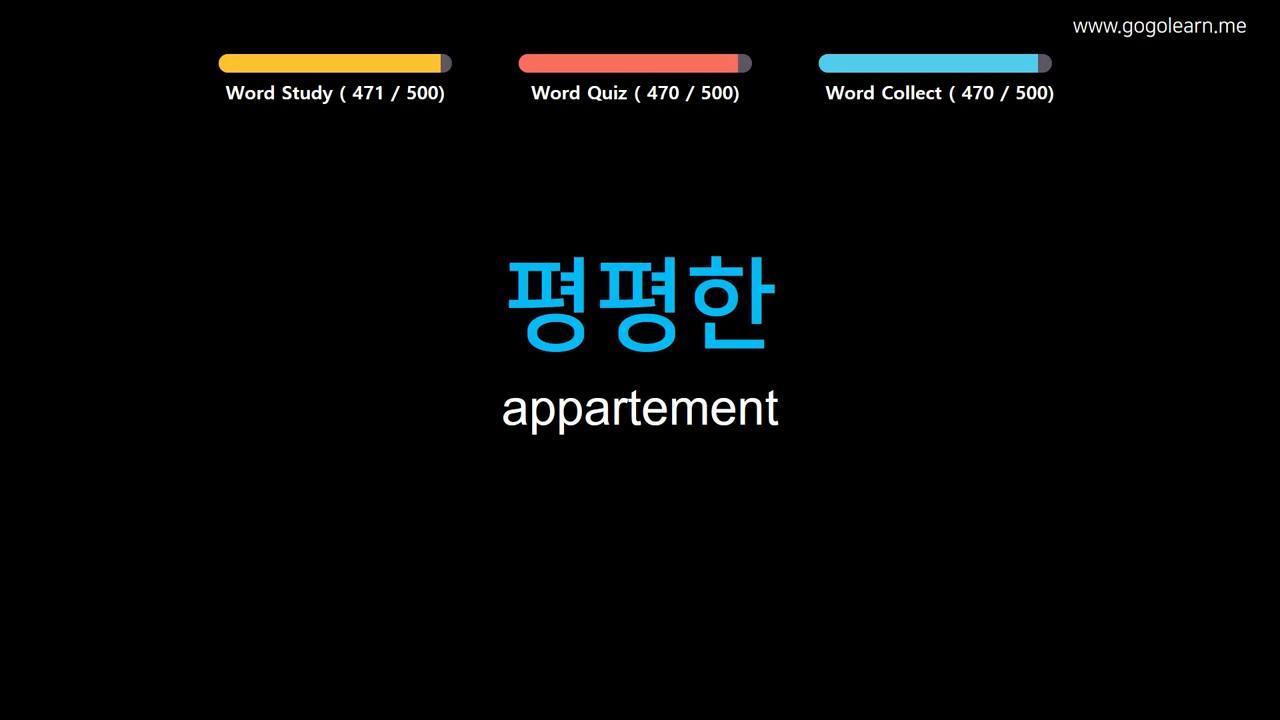 www.gogolearn.me
Word Study ( 471 / 500)
Word Quiz ( 470 / 500)
Word Collect ( 470 / 500)
평평한
appartement